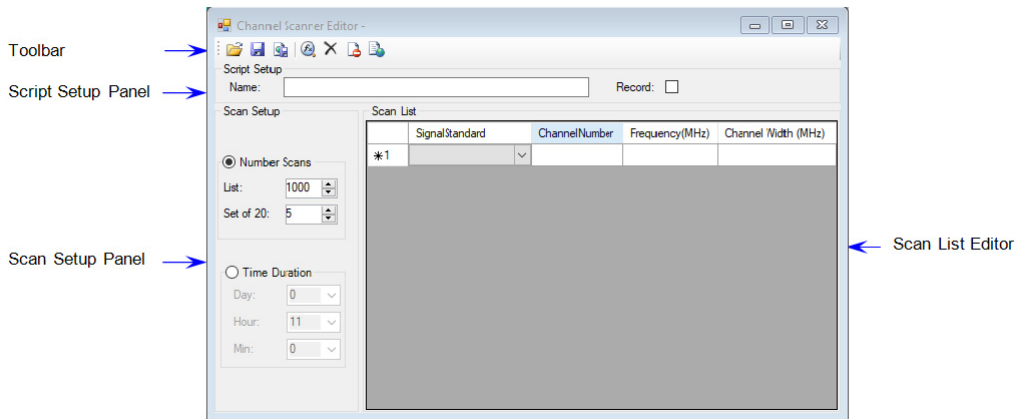 Channel Scanner Editor -
Toolbar
Script Setup
Script Setup Panel
Name:
Record:
Scan Setup
Scan List
SignalStandard
ChannelNumber
Frequency(MHz)
Channel Width (MHz)
*1
Number Scans
List:
1000
Set of 20:
5
Scan Setup Panel
Scan List Editor
Time Duration
Day:
0
Hour:
11
Min:
0